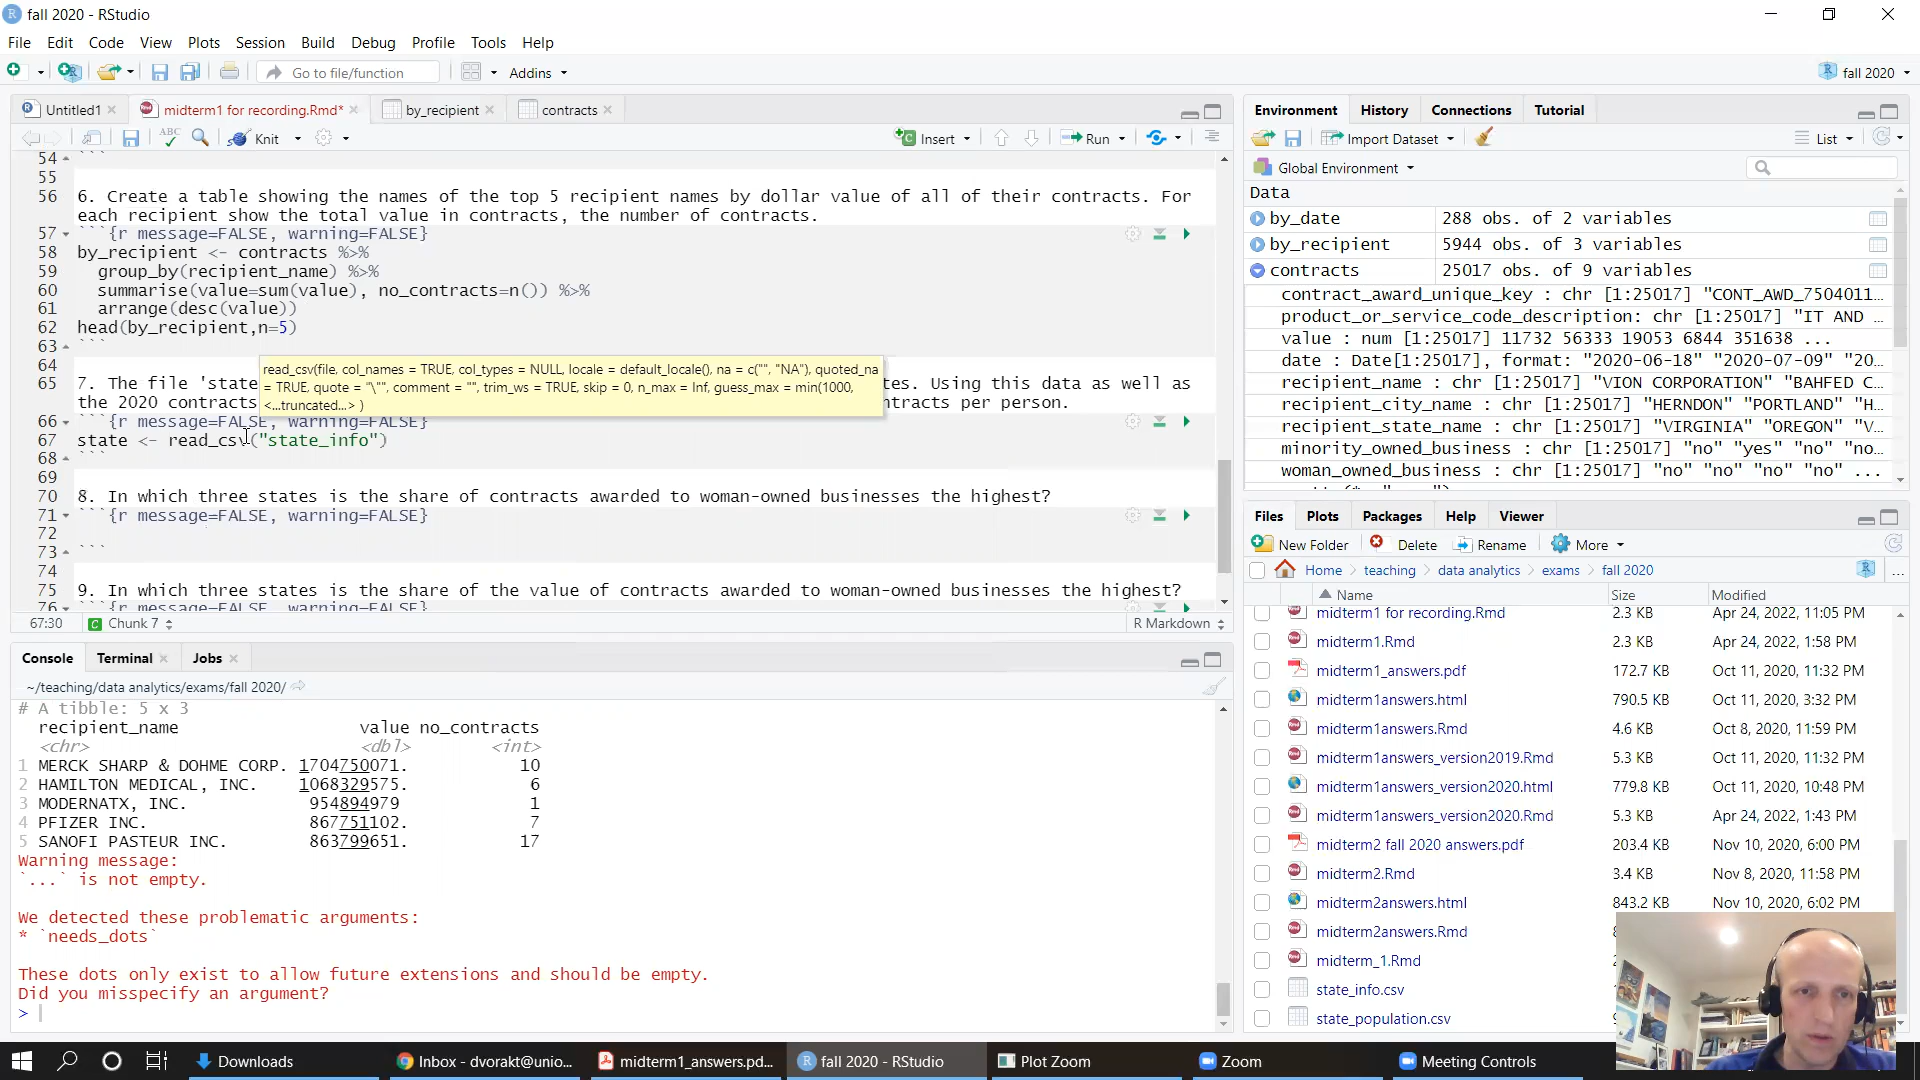 fall 2020 - RStudio
File Edit Code View Plots Session Build Debug Profile Tools Help
Go to file/function Addins fall 2020
Untitled1 midterm1 for recording.Rmd* by_recipient contracts
ABC Knit Insert Run
54 ```
55
56 6. Create a table showing the names of the top 5 recipient names by dollar value of all of their contracts. For
each recipient show the total value in contracts, the number of contracts.
57 ```{r message=FALSE, warning=FALSE}
58 by_recipient <- contracts %>%
59 group_by(recipient_name) %>%
60 summarise(value=sum(value), no_contracts=n()) %>%
61 arrange(desc(value))
62 head(by_recipient,n=5)
63 ```
64
read_csv(file, col_names = TRUE, col_types = NULL, locale = default_locale(), na = c("", "NA"), quoted_na
= TRUE, quote = "\"", comment = "", trim_ws = TRUE, skip = 0, n_max = Inf, guess_max = min(1000,
<...truncated...> )
65 7. The file 'state tes. Using this data as well as
the 2020 contracts ntracts per person.
66 ```{r message=FALSE, warning=FALSE}
67 state <- read_csv("state_info")
68 ```
69
70 8. In which three states is the share of contracts awarded to woman-owned businesses the highest?
71 ```{r message=FALSE, warning=FALSE}
72
73 ```
74
75 9. In which three states is the share of the value of contracts awarded to woman-owned businesses the highest?
76 ```{r message=FALSE, warning=FALSE}
67:30 Chunk 7 R Markdown
Console Terminal Jobs
~/teaching/data analytics/exams/fall 2020/
# A tibble: 5 x 3
recipient_name value no_contracts
<chr> <dbl> <int>
1 MERCK SHARP & DOHME CORP. 1704750071. 10
2 HAMILTON MEDICAL, INC. 1068329575. 6
3 MODERNATX, INC. 954894979 1
4 PFIZER INC. 867751102. 7
5 SANOFI PASTEUR INC. 863799651. 17
Warning message:
`...` is not empty.
We detected these problematic arguments:
* `needs_dots`
These dots only exist to allow future extensions and should be empty.
Did you misspecify an argument?
>
Environment History Connections Tutorial
Import Dataset List
Global Environment
Data
by_date 288 obs. of 2 variables
by_recipient 5944 obs. of 3 variables
contracts 25017 obs. of 9 variables
contract_award_unique_key : chr [1:25017] "CONT_AWD_7504011...
product_or_service_code_description: chr [1:25017] "IT AND ...
value : num [1:25017] 11732 56333 19053 6844 351638 ...
date : Date[1:25017], format: "2020-06-18" "2020-07-09" "20...
recipient_name : chr [1:25017] "VION CORPORATION" "BAHFED C...
recipient_city_name : chr [1:25017] "HERNDON" "PORTLAND" "H...
recipient_state_name : chr [1:25017] "VIRGINIA" "OREGON" "V...
minority_owned_business : chr [1:25017] "no" "yes" "no" "no...
woman_owned_business : chr [1:25017] "no" "no" "no" "no" ...
Files Plots Packages Help Viewer
New Folder Delete Rename More
Home teaching data analytics exams fall 2020 ...
Name Size Modified
midterm1 for recording.Rmd 2.3 KB Apr 24, 2022, 11:05 PM
midterm1.Rmd 2.3 KB Apr 24, 2022, 1:58 PM
midterm1_answers.pdf 172.7 KB Oct 11, 2020, 11:32 PM
midterm1answers.html 790.5 KB Oct 11, 2020, 3:32 PM
midterm1answers.Rmd 4.6 KB Oct 8, 2020, 11:59 PM
midterm1answers_version2019.Rmd 5.3 KB Oct 11, 2020, 11:32 PM
midterm1answers_version2020.html 779.8 KB Oct 11, 2020, 10:48 PM
midterm1answers_version2020.Rmd 5.3 KB Apr 24, 2022, 1:43 PM
midterm2 fall 2020 answers.pdf 203.4 KB Nov 10, 2020, 6:00 PM
midterm2.Rmd 3.4 KB Nov 8, 2020, 11:58 PM
midterm2answers.html 843.2 KB Nov 10, 2020, 6:02 PM
midterm2answers.Rmd
midterm_1.Rmd
state_info.csv
state_population.csv
Downloads Inbox - dvorakt@unio... midterm1_answers.pd... fall 2020 - RStudio Plot Zoom Zoom Meeting Controls